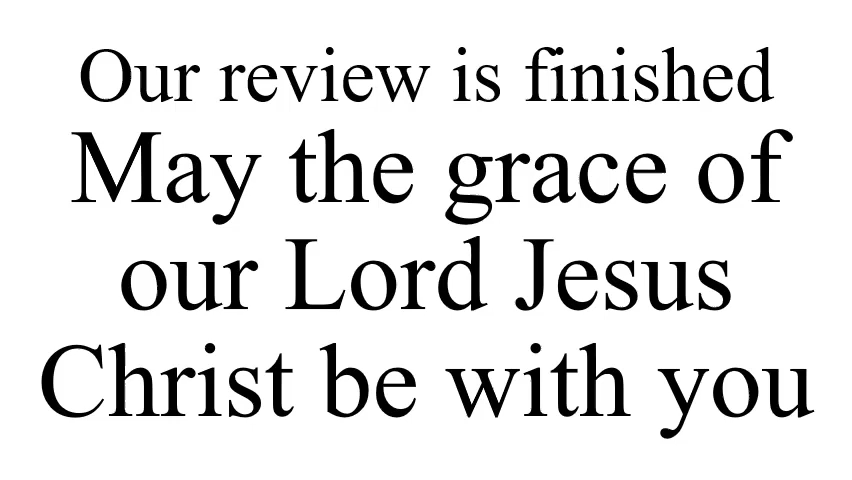 Our review is finished
May the grace of
our Lord Jesus
Christ be with you